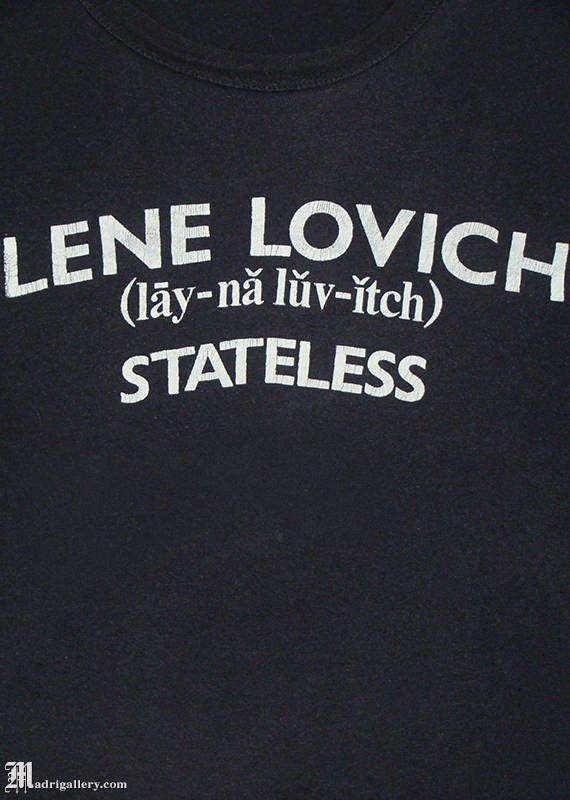 LENE LOVICH
(lāy-nă lŭv-ĭtch)
STATELESS
Madrigallery.com